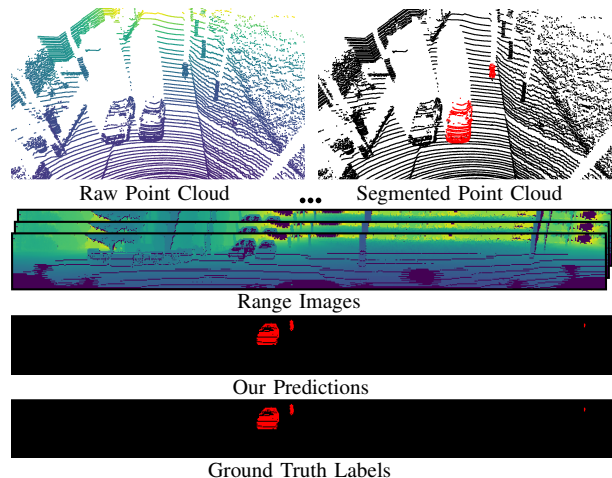 Raw Point Cloud
Segmented Point Cloud
Range Images
Our Predictions
Ground Truth Labels